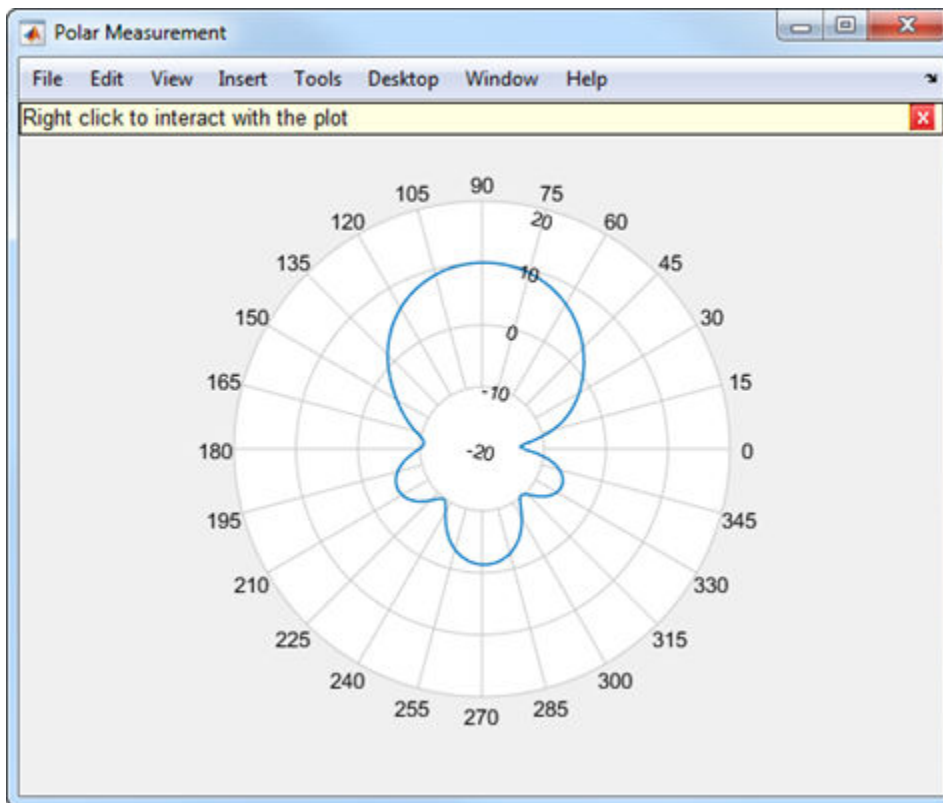 Polar Measurement
File Edit View Insert Tools Desktop Window Help
Right click to interact with the plot
90
105 75
120 20 60
135 45
10
150 30
0
165 15
-10
180 -20 0
195 345
210 330
225 315
240 300
255 285
270